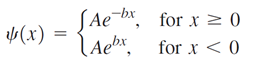 ψ(x) = { Ae^{-bx}, for x ≥ 0
Ae^{bx}, for x < 0